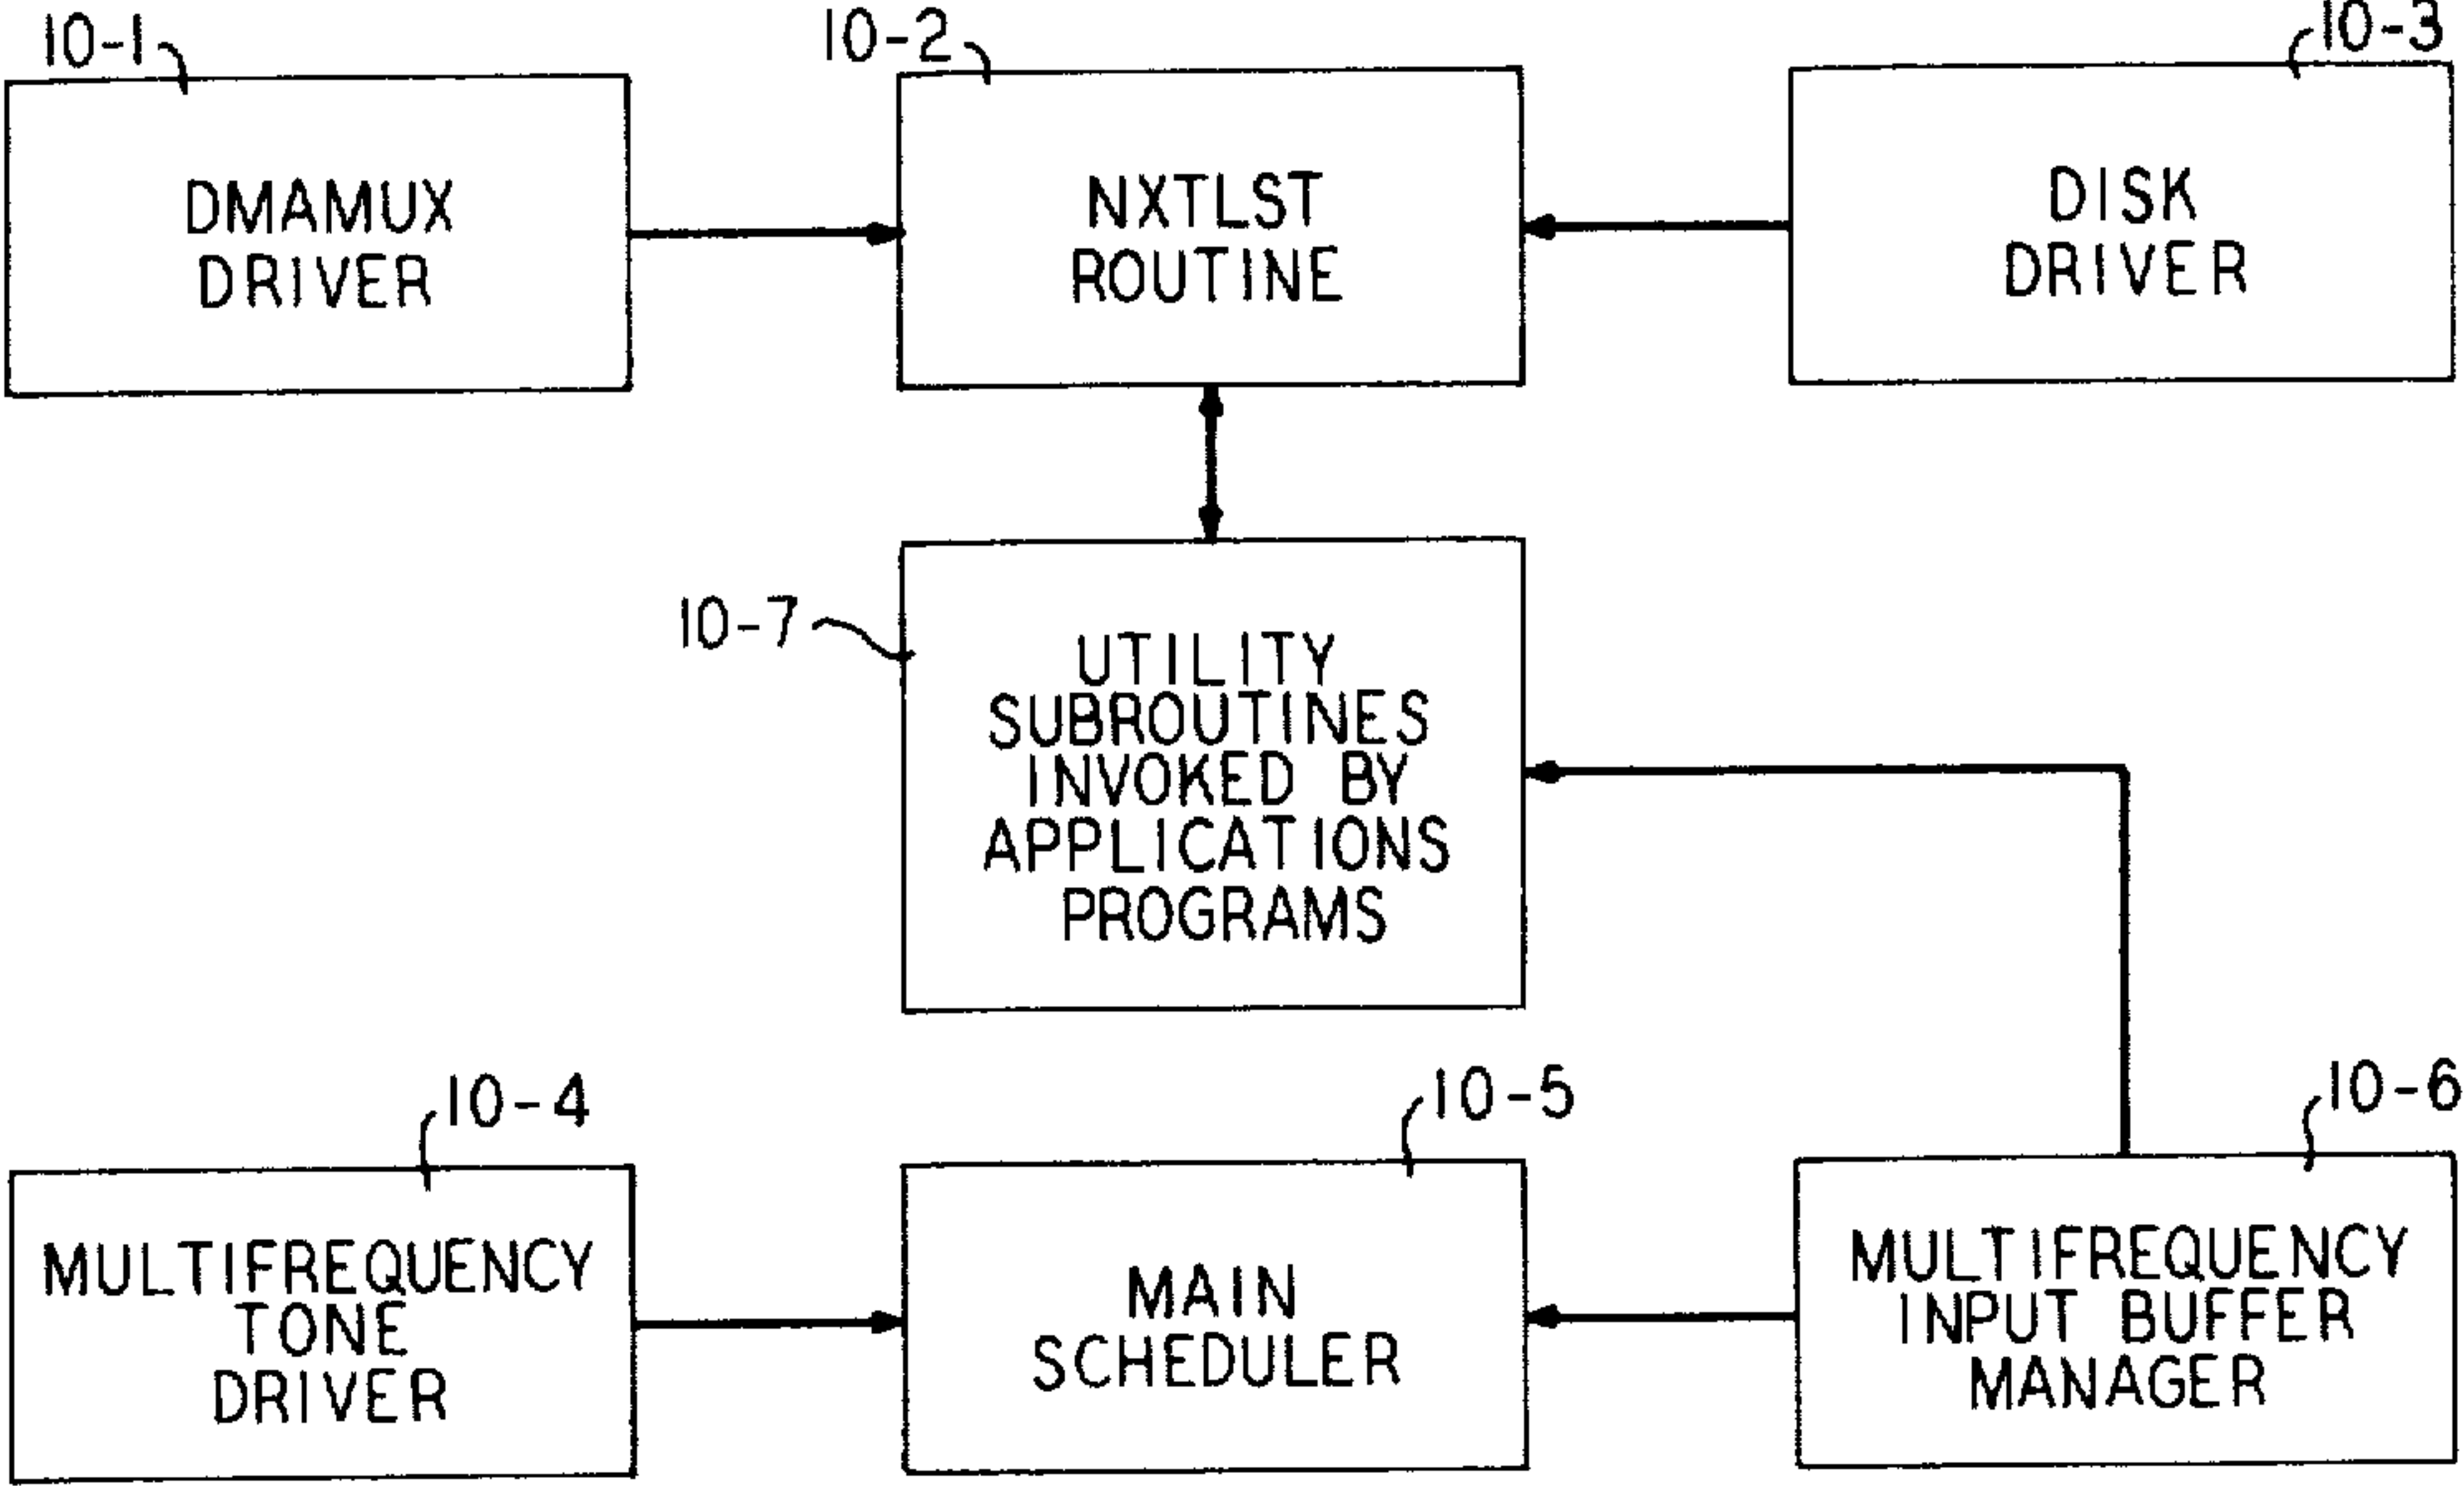 10-1
DMAMUX
DRIVER
10-2
NXTLST
ROUTINE
10-3
DISK
DRIVER
10-7
UTILITY
SUBROUTINES
INVOKED BY
APPLICATIONS
PROGRAMS
10-4
MULTIFREQUENCY
TONE
DRIVER
10-5
MAIN
SCHEDULER
10-6
MULTIFREQUENCY
INPUT BUFFER
MANAGER